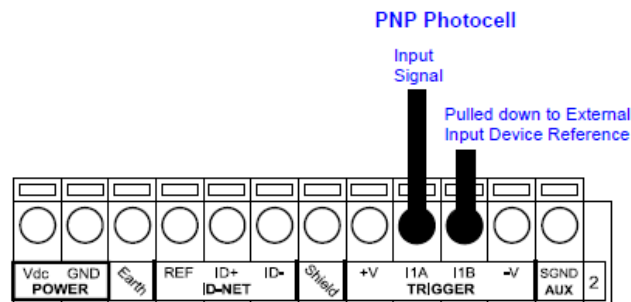 PNP Photocell
Input
Signal
Pulled down to External
Input Device Reference
Vdc GND Earth REF ID+ ID- Shield +V I1A I1B -V SGND 2
POWER ID-NET TRIGGER AUX